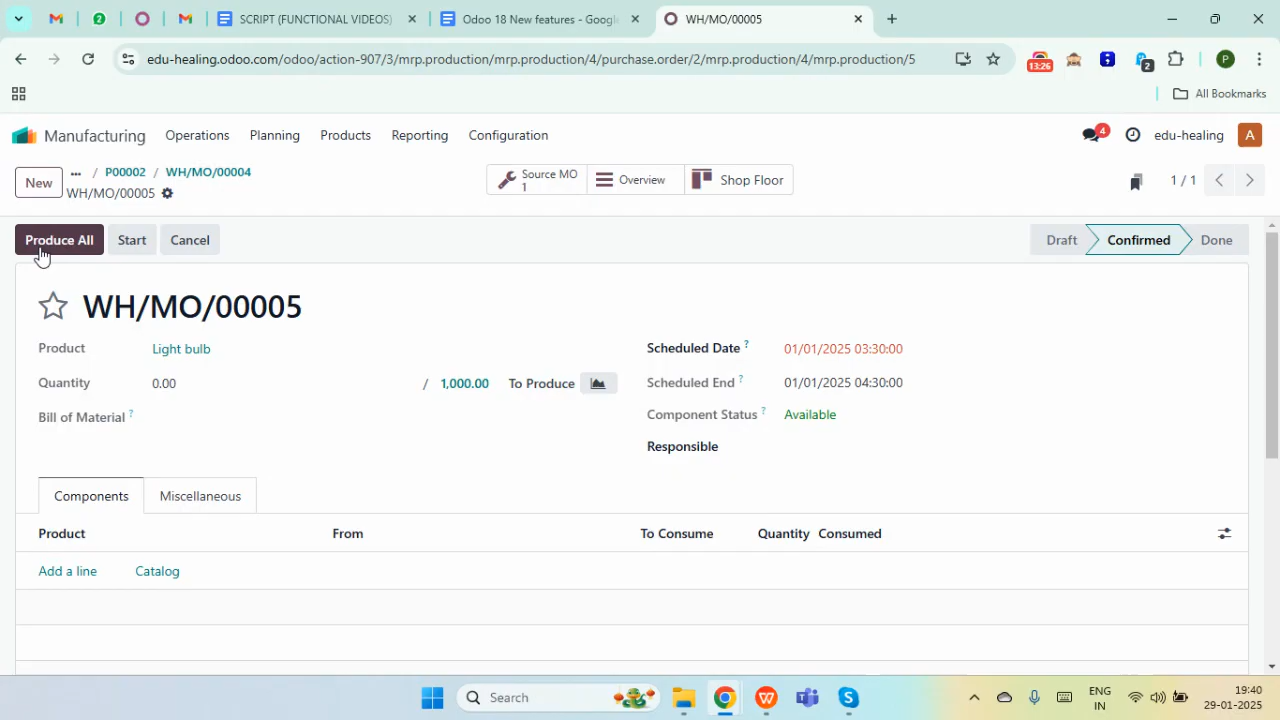 SCRIPT (FUNCTIONAL VIDEOS)
Odoo 18 New features - Google
WH/MO/00005
edu-healing.odoo.com/odoo/action-907/3/mrp.production/mrp.production/4/purchase.order/2/mrp.production/4/mrp.production/5
13:26
2
P
All Bookmarks
Manufacturing Operations Planning Products Reporting Configuration
4
edu-healing
A
New
... / P00002 / WH/MO/00004
WH/MO/00005
Source MO
1
Overview
Shop Floor
1 / 1
Produce All Start Cancel
Draft Confirmed Done
WH/MO/00005
Product Light bulb
Scheduled Date ? 01/01/2025 03:30:00
Quantity 0.00 / 1,000.00 To Produce
Scheduled End ? 01/01/2025 04:30:00
Bill of Material ?
Component Status ? Available
Responsible
Components Miscellaneous
Product From To Consume Quantity Consumed
Add a line Catalog
Search
ENG
IN
19:40
29-01-2025